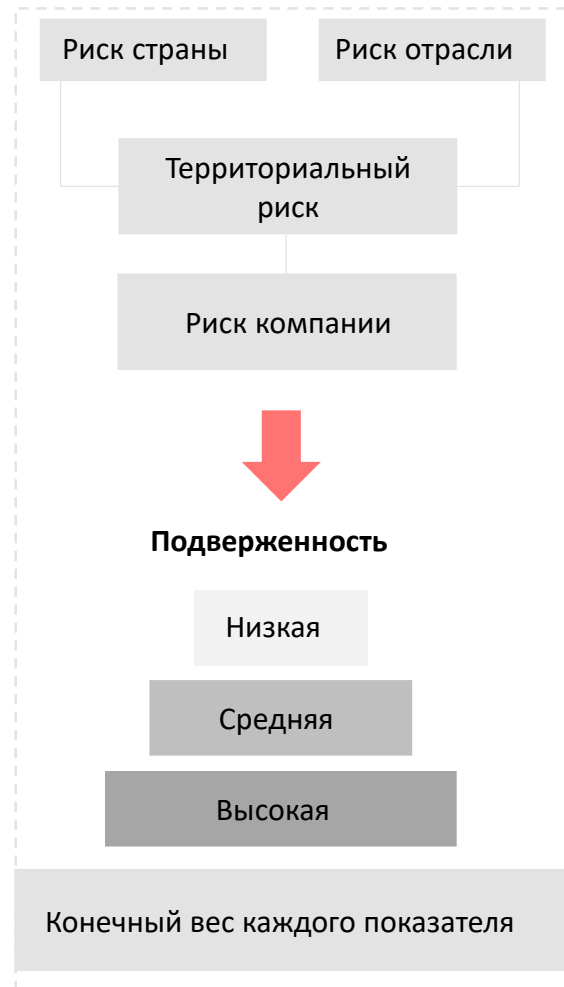 Риск страны
Риск отрасли
Территориальный
риск
Риск компании
Подверженность
Низкая
Средняя
Высокая
Конечный вес каждого показателя